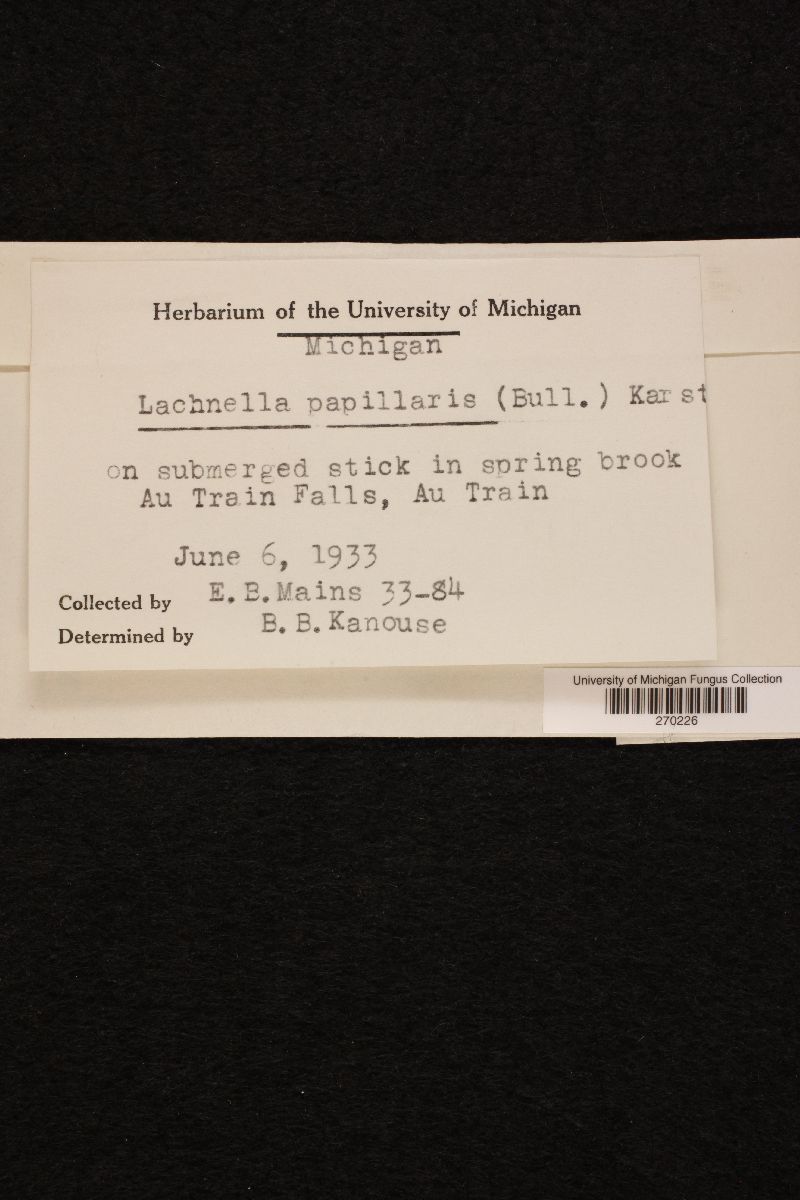 Herbarium of the University of Michigan
Michigan
Lachnella papillaris (Bull.) Karst
on submerged stick in spring brook
Au Train Falls, Au Train
June 6, 1933
Collected by E.B.Mains 33-84
Determined by B.B.Kanouse
University of Michigan Fungus Collection
270226